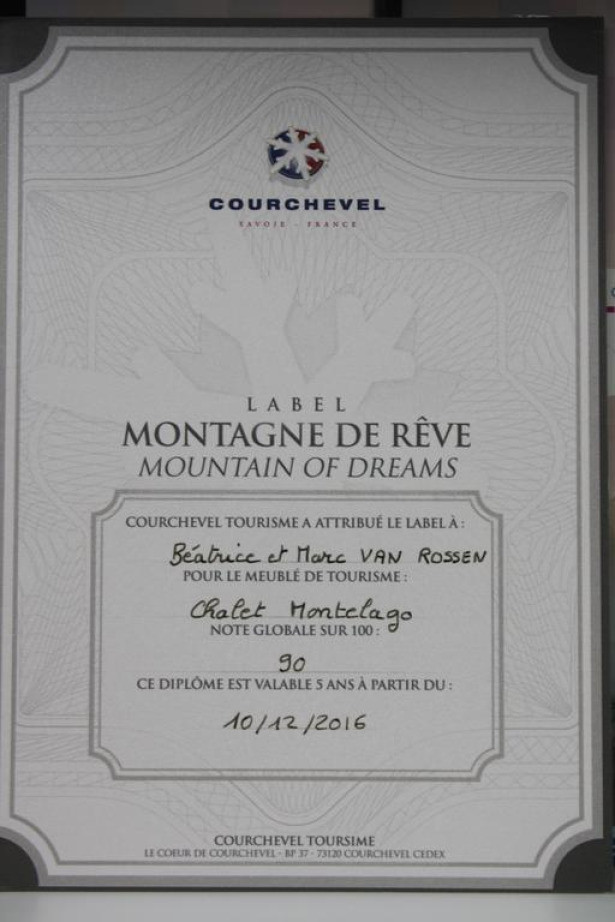 COURCHEVEL
SAVOIE - FRANCE
LABEL
MONTAGNE DE RÊVE
MOUNTAIN OF DREAMS
COURCHEVEL TOURISME A ATTRIBUÉ LE LABEL À :
Béatrice et Marc VAN ROSSEN
POUR LE MEUBLÉ DE TOURISME :
Chalet Montelago
NOTE GLOBALE SUR 100 :
90
CE DIPLÔME EST VALABLE 5 ANS À PARTIR DU :
10/12/2016
COURCHEVEL TOURSIME
LE COEUR DE COURCHEVEL - BP 37 - 73120 COURCHEVEL CEDEX